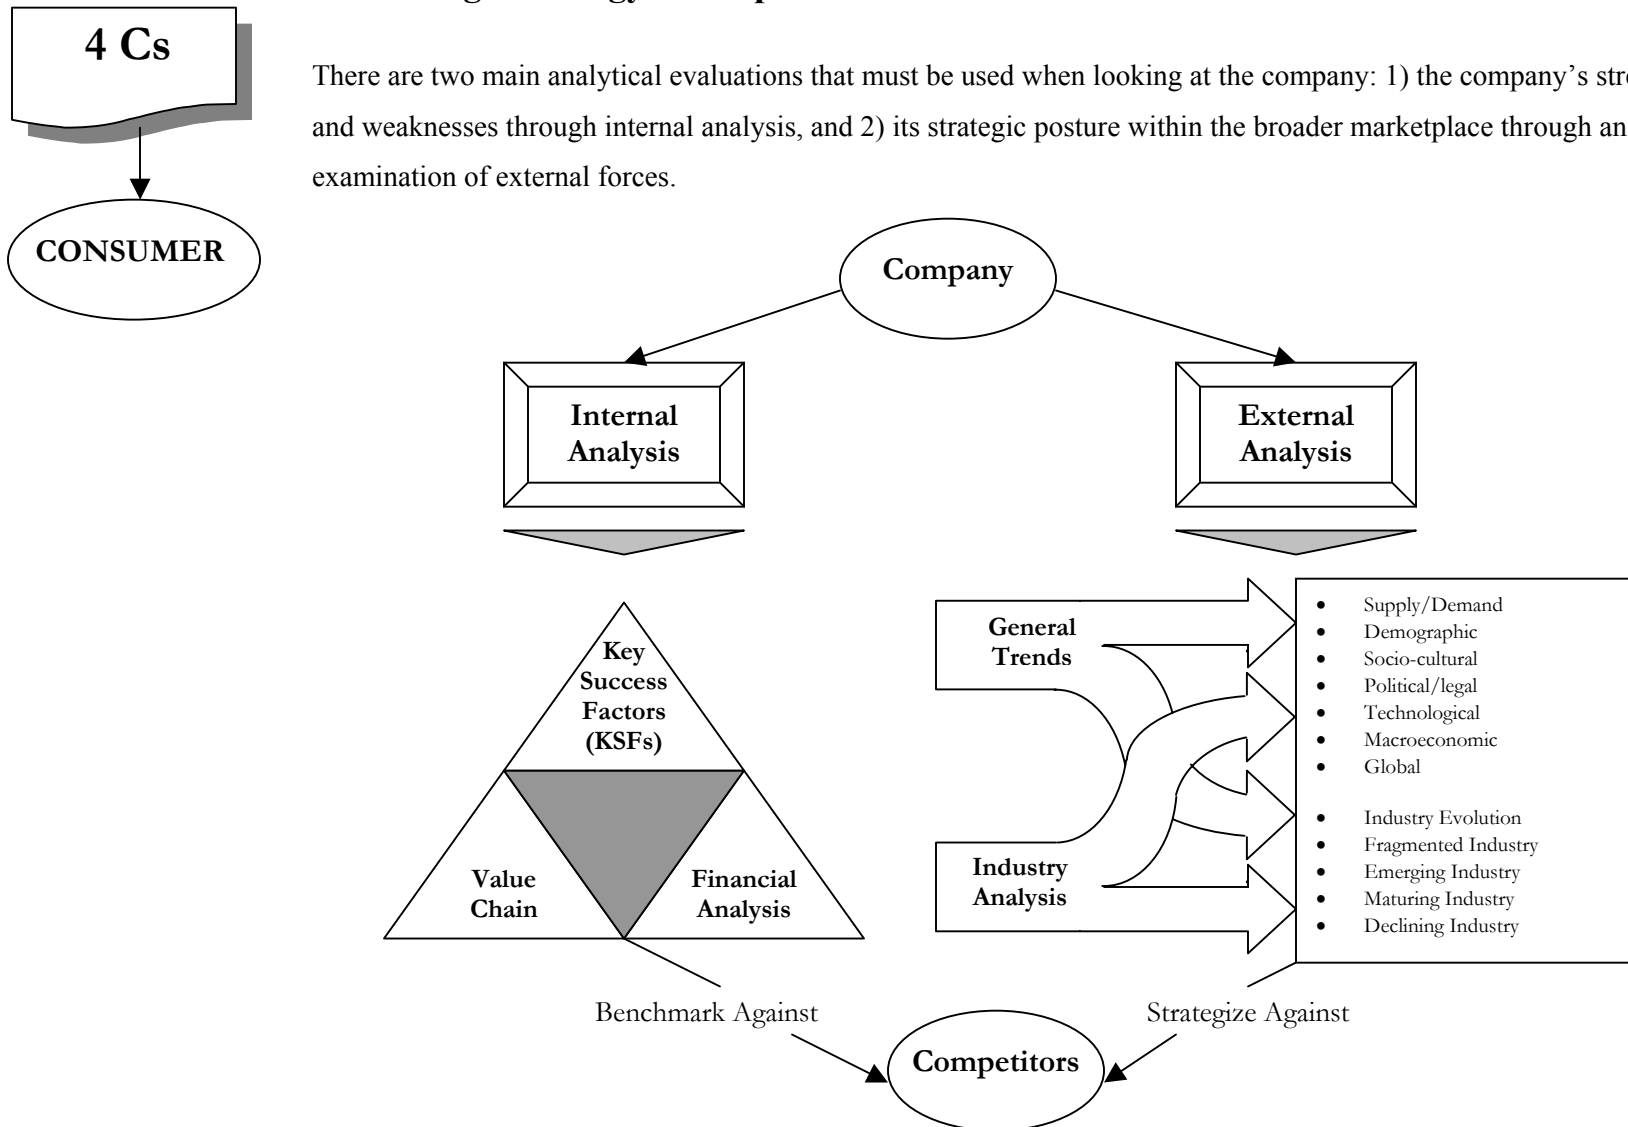 4 Cs
There are two main analytical evaluations that must be used when looking at the company: 1) the company’s
and weaknesses through internal analysis, and 2) its strategic posture within the broader marketplace through an
examination of external forces.
CONSUMER
Company
Internal
Analysis
External
Analysis
Key
Success
Factors
(KSFs)
Value
Chain
Financial
Analysis
General
Trends
Industry
Analysis
• Supply/Demand
• Demographic
• Socio-cultural
• Political/legal
• Technological
• Macroeconomic
• Global
• Industry Evolution
• Fragmented Industry
• Emerging Industry
• Maturing Industry
• Declining Industry
Benchmark Against
Strategize Against
Competitors